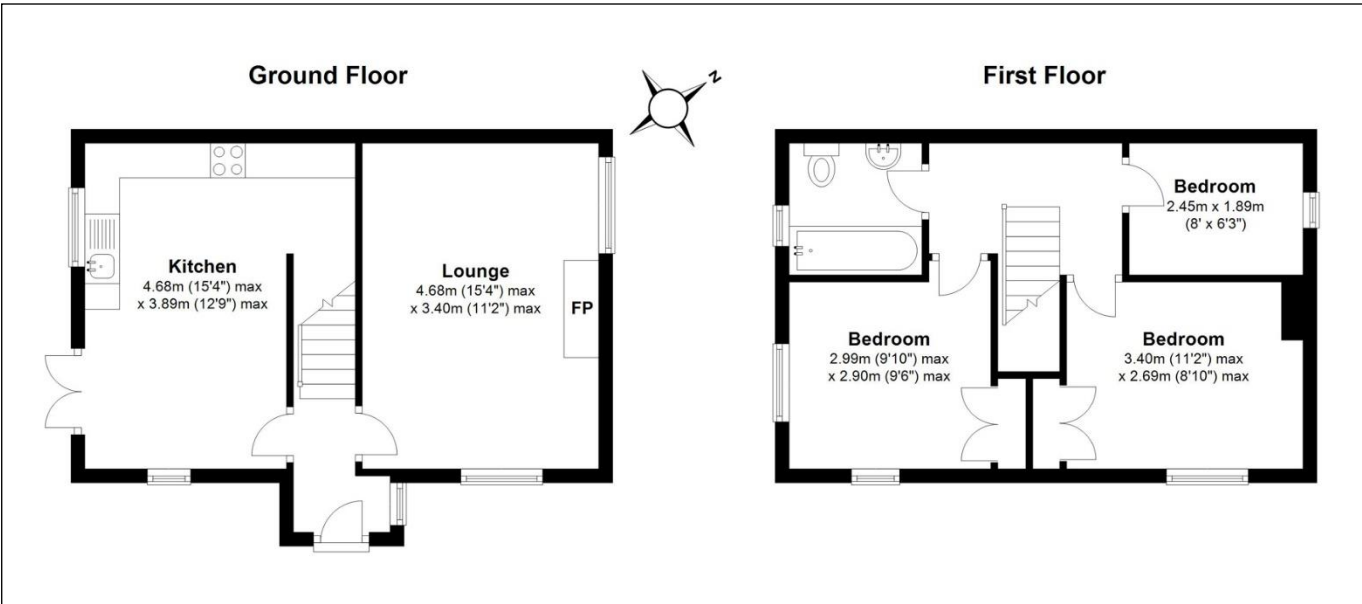 Ground Floor
N
First Floor
Kitchen
4.68m (15'4") max
x 3.89m (12'9") max
Lounge
4.68m (15'4") max
x 3.40m (11'2") max
FP
Bedroom
2.45m x 1.89m
(8' x 6'3")
Bedroom
2.99m (9'10") max
x 2.90m (9'6") max
Bedroom
3.40m (11'2") max
x 2.69m (8'10") max